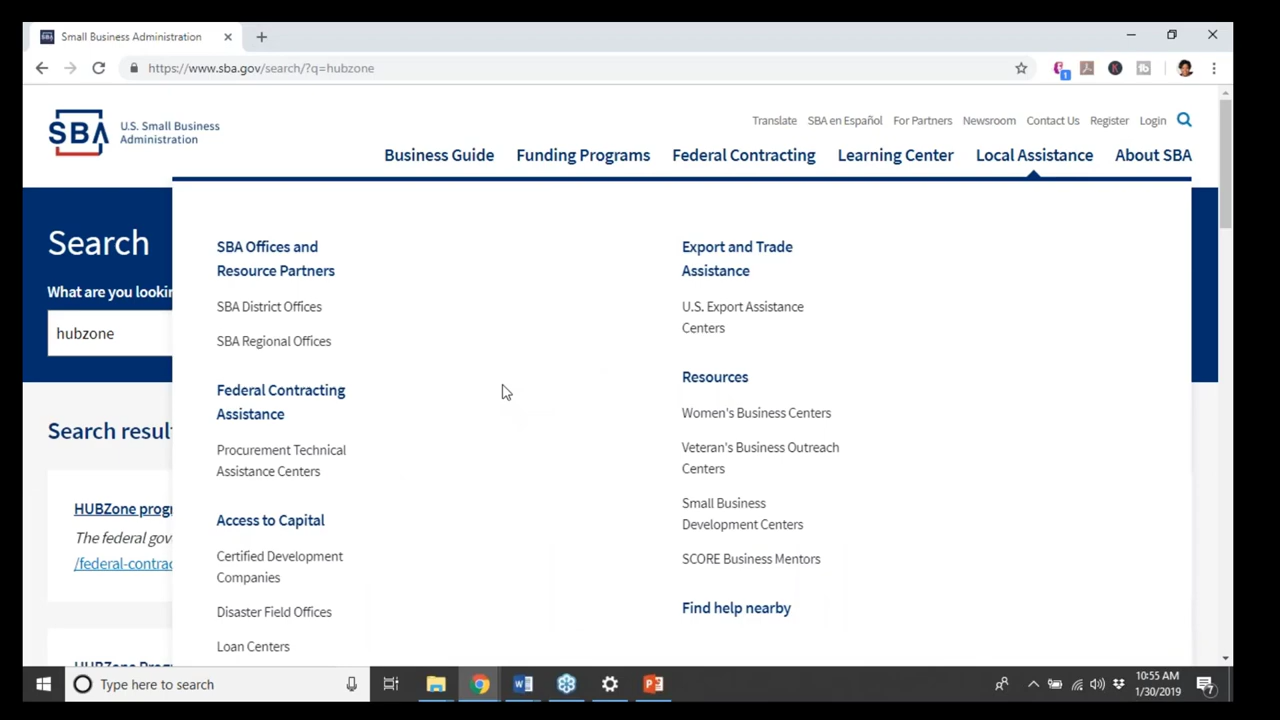 Small Business Administration
https://www.sba.gov/search/?q=hubzone
1
SBA
U.S. Small Business
Administration
Translate SBA en Español For Partners Newsroom Contact Us Register Login
Business Guide Funding Programs Federal Contracting Learning Center Local Assistance About SBA
Search
What are you lookin
hubzone
Search result
HUBZone progr
The federal gov
/federal-contrac
HUBZone Prog
SBA Offices and
Resource Partners
SBA District Offices
SBA Regional Offices
Federal Contracting
Assistance
Procurement Technical
Assistance Centers
Access to Capital
Certified Development
Companies
Disaster Field Offices
Loan Centers
Export and Trade
Assistance
U.S. Export Assistance
Centers
Resources
Women's Business Centers
Veteran's Business Outreach
Centers
Small Business
Development Centers
SCORE Business Mentors
Find help nearby
Type here to search
10:55 AM
1/30/2019
7